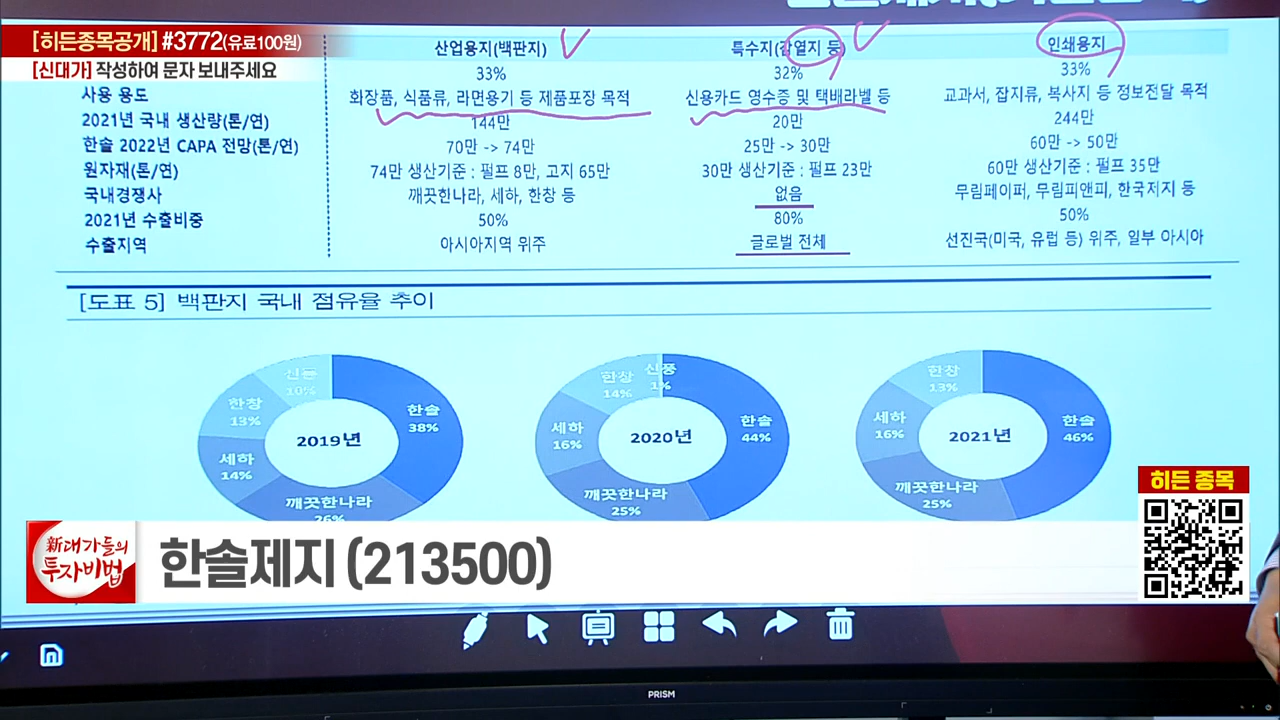 [히든종목공개] #3772(유료100원)
[신대가] 작성하여 문자 보내주세요
산업용지(백판지) 특수지(감열지 등) 인쇄용지
33% 32% 33%
사용 용도 화장품, 식품류, 라면용기 등 제품포장 목적 신용카드 영수증 및 택배라벨 등 교과서, 잡지류, 복사지 등 정보전달 목적
2021년 국내 생산량(톤/연) 144만 20만 244만
한솔 2022년 CAPA 전망(톤/연) 70만 -> 74만 25만 -> 30만 60만 -> 50만
원자재(톤/연) 74만 생산기준 : 펄프 8만, 고지 65만 30만 생산기준 : 펄프 23만 60만 생산기준 : 펄프 35만
국내경쟁사 깨끗한나라, 세하, 한창 등 없음 무림페이퍼, 무림피앤피, 한국제지 등
2021년 수출비중 50% 80% 50%
수출지역 아시아지역 위주 글로벌 전체 선진국(미국, 유럽 등) 위주, 일부 아시아
[도표 5] 백판지 국내 점유율 추이
2019년
한솔
38%
깨끗한나라
26%
세하
14%
한창
13%
신풍
10%
2020년
한솔
44%
깨끗한나라
25%
세하
16%
한창
14%
신풍
1%
2021년
한솔
46%
깨끗한나라
25%
세하
16%
한창
13%
히든 종목
新대가들의
투자비법
한솔제지 (213500)
PRISM